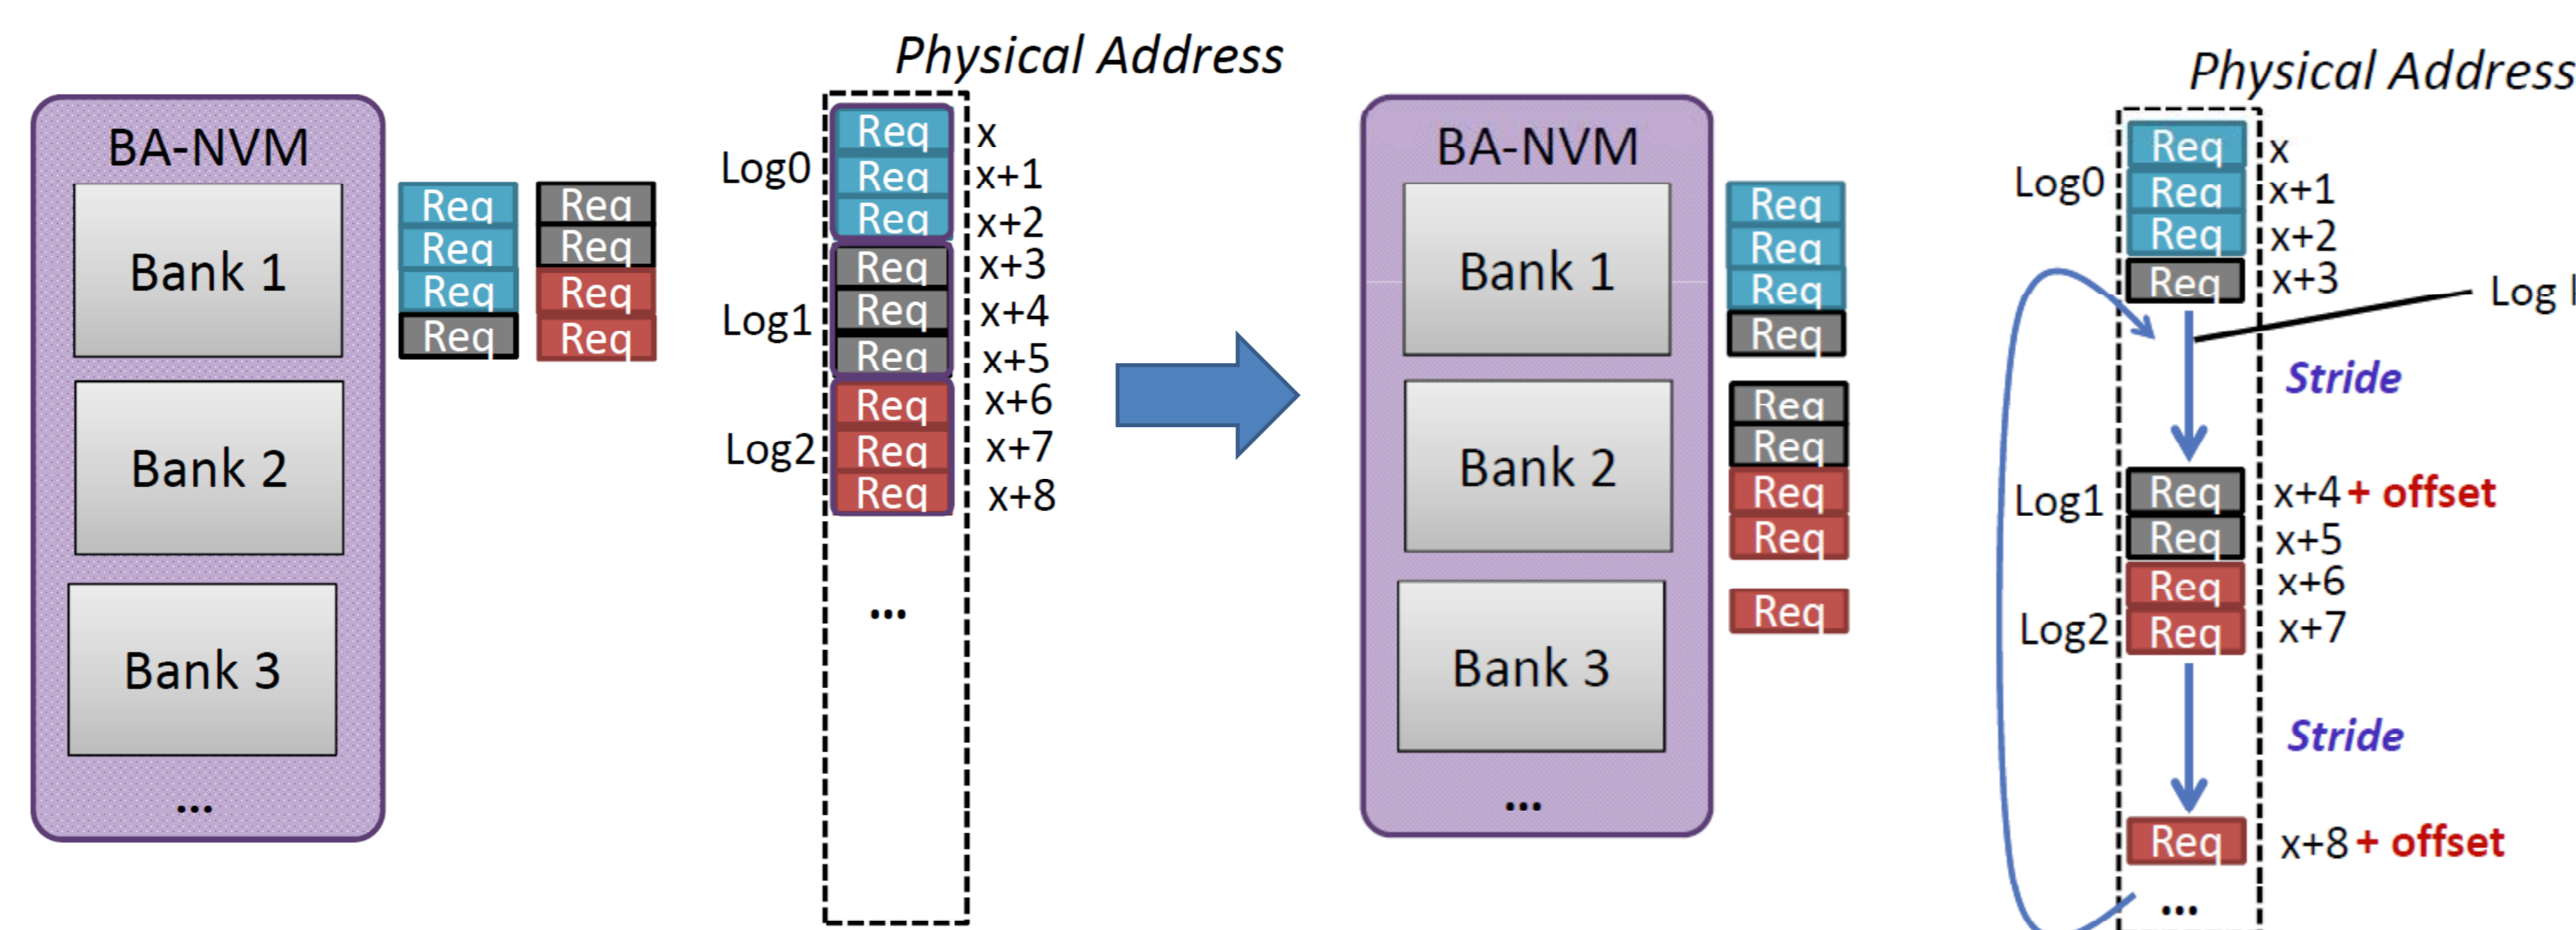 Physical Address
BA-NVM
Bank 1
Bank 2
Bank 3
...
Req Req
Req Req
Req Req
Req Req
Log0
Req x
Req x+1
Req x+2
Log1
Req x+3
Req x+4
Req x+5
Log2
Req x+6
Req x+7
Req x+8
...
BA-NVM
Bank 1
Bank 2
Bank 3
...
Req
Req
Req
Req
Req
Req
Req
Req
Req
Physical Address
Log0
Req x
Req x+1
Req x+2
Req x+3
Log
Stride
Log1
Req x+4 + offset
Req x+5
Log2
Req x+6
Req x+7
Stride
Req x+8 + offset
...